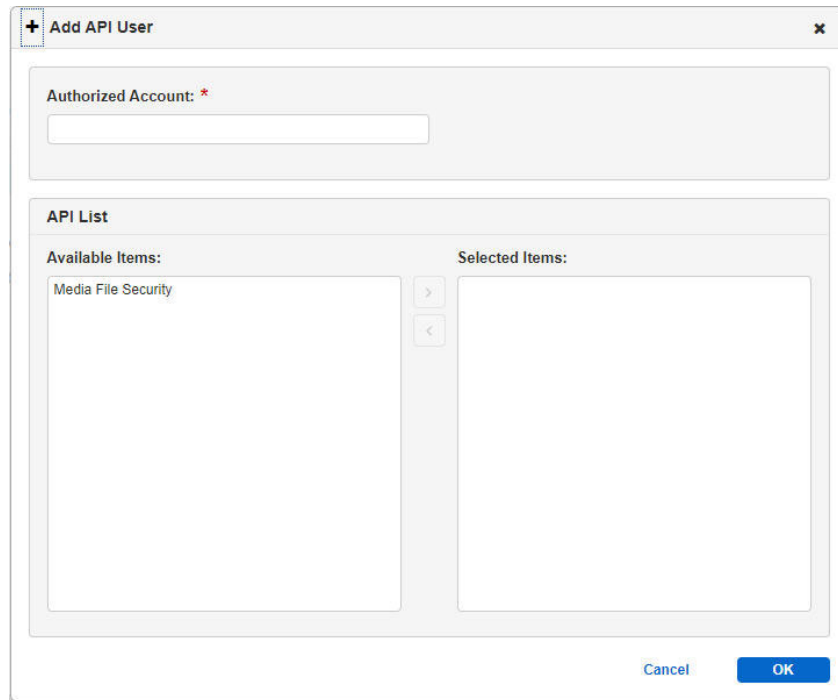 + Add API User
Authorized Account: *
API List
Available Items:
Selected Items:
Media File Security
>
<
Cancel
OK